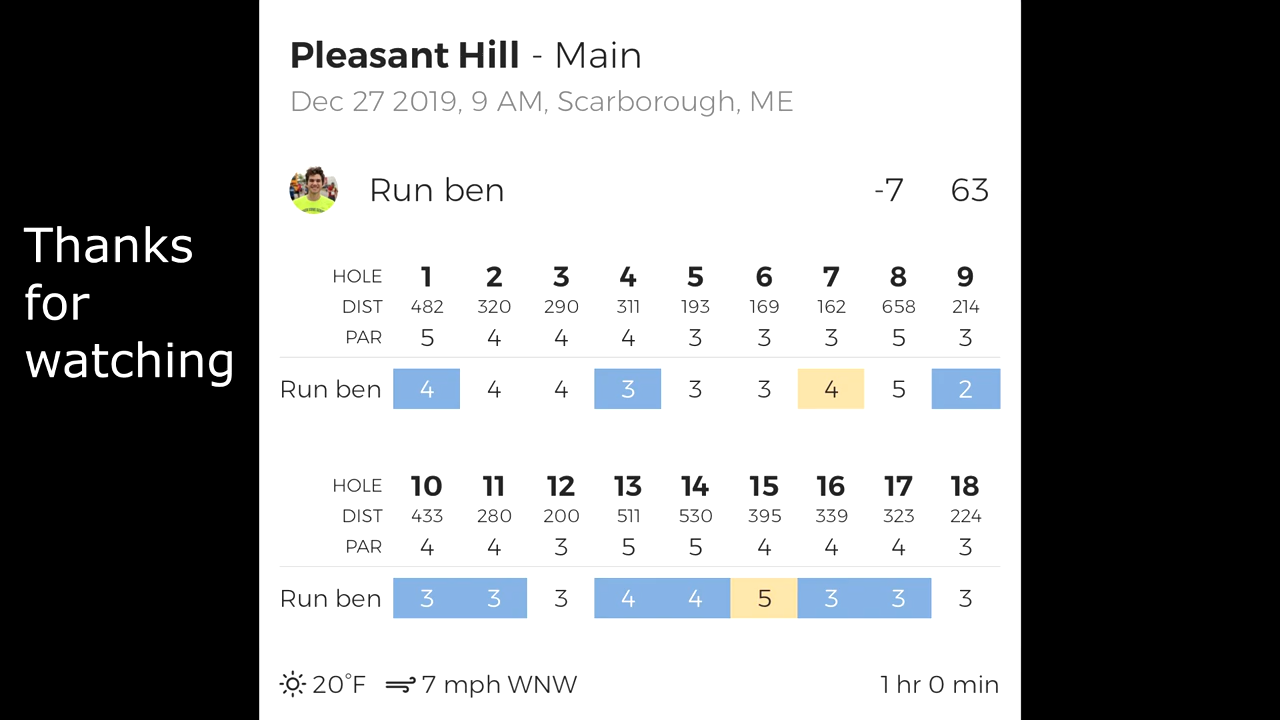 Thanks
for
watching
Pleasant Hill - Main
Dec 27 2019, 9 AM, Scarborough, ME
Run ben -7 63
HOLE 1 2 3 4 5 6 7 8 9
DIST 482 320 290 311 193 169 162 658 214
PAR 5 4 4 4 3 3 3 5 3
Run ben 4 4 4 3 3 3 4 5 2
HOLE 10 11 12 13 14 15 16 17 18
DIST 433 280 200 511 530 395 339 323 224
PAR 4 4 3 5 5 4 4 4 3
Run ben 3 3 3 4 4 5 3 3 3
20°F 7 mph WNW 1 hr 0 min